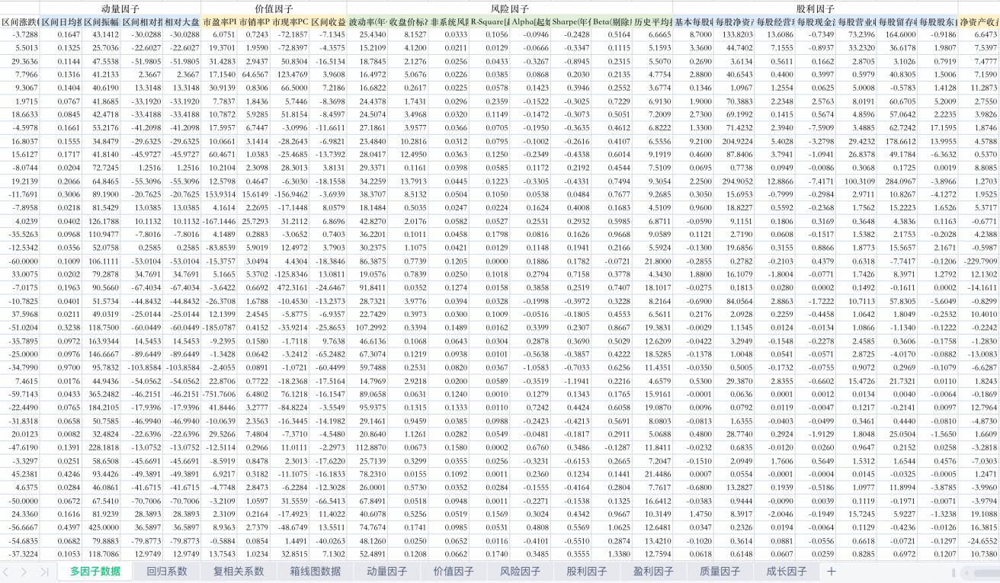 动量因子 价值因子 风险因子 股利因子
区间涨跌 区间日均 区间振幅 区间相对 相对大盘 市盈率PI 市销率P 市现率PC 区间收益 波动率(年 收盘价标 非系统风 R-Square[ Alpha[起始 Sharpe(年 Beta(剔除 历史平均 基本每股 每股净资 每股经营 每股现金 每股营业 每股留存 每股股东 净资产收
-3.7288 0.1647 43.1412 -30.0288 -30.0288 6.0751 0.7243 -72.1857 -7.1345 25.4340 8.1527 0.0333 0.1056 -0.0946 -0.2428 0.5164 6.6665 8.7000 133.8203 13.6086 -0.7349 73.2396 164.6000 -0.9186 6.6473
5.5013 0.1325 25.7036 -22.6027 -22.6027 19.3701 1.9590 -72.8397 -4.3575 15.2109 4.1200 0.0211 0.0129 -0.0666 -0.3347 0.1115 5.1593 3.3600 44.7402 7.1555 -0.8937 33.2320 36.6178 1.9807 7.5397
29.3636 0.1144 47.5538 -51.9805 -51.9805 31.4283 2.9437 50.8304 -16.5134 18.7845 2.1276 0.0256 0.0433 -0.3267 -0.8945 0.2315 5.5070 0.2690 3.6134 0.5611 0.1662 2.8705 3.1026 0.7919 7.4777
7.7966 0.1316 41.2133 2.3667 2.3667 17.1540 64.6567 123.4769 3.9608 16.4972 5.0676 0.0226 0.0385 0.0868 0.2030 0.2135 4.7754 2.8800 40.6543 0.4400 0.3997 0.5979 40.8305 1.5006 7.1590
9.3067 0.1404 40.6190 13.3148 13.3148 30.9139 0.8306 66.5000 7.2186 16.6822 0.2617 0.0225 0.0578 0.1423 0.3946 0.2552 3.6774 0.1346 1.0967 1.2554 0.0625 5.0008 -0.5783 1.4128 11.2873
1.9715 0.0767 41.8685 -33.1920 -33.1920 7.7837 1.8436 5.7446 -8.3698 24.4378 1.7431 0.0296 0.2359 -0.1522 -0.3025 0.7229 6.9130 1.9000 70.3883 2.2348 2.5763 8.0191 60.6705 5.2009 2.7550
18.6633 0.0845 42.4718 -33.4188 -33.4188 10.7872 5.9285 51.8154 -8.4597 24.5074 3.4968 0.0320 0.1149 -0.1472 -0.3073 0.5051 7.2009 2.7300 69.1992 0.1415 0.5674 4.8596 57.0642 2.2235 3.9826
-4.5978 0.1661 53.2176 -41.2098 -41.2098 17.5957 6.7447 -3.0996 -11.6611 27.1861 3.9577 0.0366 0.0705 -0.1950 -0.3635 0.4612 6.8222 1.3300 71.4232 2.3940 -7.5909 3.4885 62.7242 17.1595 1.8746
16.8037 0.1555 34.8479 -29.6325 -29.6325 10.0661 3.1414 -28.2643 -6.9821 23.4840 10.2816 0.0312 0.0795 -0.1002 -0.2616 0.4107 6.5556 9.2100 204.9224 5.4028 -3.2798 29.4232 178.6612 13.9955 4.5788
15.6127 0.1717 41.8140 -45.9727 -45.9727 60.4671 1.0383 -25.4685 -13.7392 28.0417 12.4950 0.0363 0.1250 -0.2349 -0.4338 0.6014 9.1919 0.4600 87.8406 3.7941 -1.0941 26.8378 49.1784 -6.3632 0.5370
-8.0744 0.0204 72.7245 1.2516 1.2516 10.2104 2.3098 28.3013 3.8131 29.3371 0.1161 0.0398 0.0585 0.1172 0.2192 0.4544 7.5109 0.0695 0.7738 0.0949 -0.0086 0.3068 0.1725 0.0019 8.8085
19.2139 0.2066 64.8465 -55.3096 -55.3096 12.5798 0.4647 -6.3030 -18.1558 34.2259 13.7913 0.0445 0.1223 -0.3305 -0.4331 0.7494 9.3054 2.2500 294.9052 12.8866 -7.4171 100.3109 284.0967 -3.8966 1.2703
-11.7691 0.3006 89.1900 -20.7625 -20.7625 153.9314 15.6149 -156.9462 -3.6939 38.3707 8.5132 0.0504 0.1050 0.0538 0.0484 0.7677 9.2685 0.3050 15.6953 -0.7999 -0.2984 2.9711 10.8267 -4.1272 1.9525
-7.8958 0.0218 81.5429 13.0385 13.0385 4.1614 2.2695 -17.1448 8.0579 18.1484 0.5035 0.0247 0.0224 0.1624 0.4008 0.1683 4.5109 0.9600 18.8227 0.5592 -0.2368 1.7562 15.2223 1.6526 5.3717
4.0239 0.0402 126.1788 10.1132 10.1132 -167.1446 25.7293 31.2112 6.8696 42.8270 2.0176 0.0582 0.0527 0.2531 0.2932 0.5985 6.8711 -0.0590 9.1151 0.1806 0.3169 0.3648 4.3836 0.1163 -0.6771
-35.5263 0.0968 110.9477 -7.8016 -7.8016 4.1489 0.2883 -3.0652 0.7403 36.2201 0.1011 0.0458 0.1798 0.0816 0.1626 0.9668 9.0589 0.1121 2.7190 0.0608 -0.1517 1.5382 2.1753 -0.2028 4.2388
-12.5342 0.0356 52.0758 0.2585 0.2585 -83.8539 5.9019 12.4972 3.7903 30.2375 1.1075 0.0421 0.0129 0.1148 0.1941 0.2166 5.5924 -0.1300 19.6856 0.3155 0.8866 1.8773 15.5657 2.1671 -0.5987
-60.0000 0.1009 106.1111 -53.0104 -53.0104 -15.3757 3.0494 4.4304 -18.3846 86.3875 0.7739 0.1205 0.0000 0.1886 0.1782 -0.0721 21.8000 -0.2855 0.2782 -0.2103 0.4379 0.6318 -7.7417 -0.1206 -229.7909
33.0075 0.0202 79.2878 34.7691 34.7691 5.1665 5.3702 -125.8346 13.0811 19.0576 0.7839 0.0250 0.1018 0.2794 0.7158 0.3778 4.3430 1.8800 16.1079 -1.8004 -0.0771 1.7426 8.3971 1.2792 12.1302
-7.0175 0.1963 90.5660 -67.4034 -67.4034 -3.6422 0.6692 472.3161 -24.6467 91.8411 0.0352 0.1274 0.0158 0.3858 0.2519 0.7407 18.1017 -0.0275 0.1813 0.0280 0.0002 0.1492 -0.1611 0.0002 -14.1611
-10.7825 0.0401 51.5734 -44.8432 -44.8432 -26.3708 1.6788 -10.4530 -13.2373 28.7321 3.9776 0.0394 0.0328 -0.1998 -0.3972 0.3228 8.2164 -0.6900 84.0564 2.8863 -1.7222 10.7113 57.8305 -5.6049 -0.8299
37.5968 0.0211 49.0319 -25.0144 -25.0144 12.1399 2.4545 -5.8775 -6.9357 22.7429 0.3973 0.0300 0.1009 -0.0516 -0.1805 0.4553 6.5611 0.2176 2.0928 0.2259 -0.4458 1.0642 1.8049 -0.2532 10.4010
-51.0204 0.3238 118.7500 -60.0449 -60.0449 -185.0787 0.4152 -33.9214 -25.8653 107.2992 0.3394 0.1489 0.0162 0.3399 0.2307 0.8667 19.3831 -0.0029 1.1345 0.0124 -0.0134 1.0866 -1.1340 -0.1222 -0.2242
-35.7895 0.0972 163.9344 14.5453 14.5453 -9.2395 0.1580 -1.1718 9.7638 46.6136 0.1068 0.0643 0.0304 0.2878 0.3690 0.5029 12.6209 -0.0422 3.2949 -0.1548 -0.2278 2.4585 0.3606 -0.1758 -1.2830
-25.0000 0.0976 146.6667 -89.6449 -89.6449 -1.3428 0.0642 -3.2412 -65.2482 67.3074 0.1219 0.0938 0.0101 -0.5638 -0.3857 0.4222 18.5285 -0.1378 1.0048 0.0541 -0.0571 2.8725 -4.0170 -0.0882 -13.0083
-34.7990 0.9700 95.7832 -103.8584 -103.8584 -2.4055 0.0891 -1.0721 -60.4499 59.7488 0.2531 0.0820 0.0367 -1.0583 -0.7033 0.6256 11.4351 -0.0350 0.5005 -0.1732 -0.0755 0.9072 0.2969 -0.1079 -6.6287
7.4615 0.0176 44.9436 -54.0562 -54.0562 22.8706 0.7722 -18.2368 -17.5164 14.7969 2.9218 0.0200 0.0589 -0.3519 -1.1941 0.2216 4.6579 0.5300 29.3870 2.8355 -0.6602 15.4726 21.7321 0.0110 1.8243
-59.7143 0.0433 365.2482 -46.2151 -46.2151 -751.7606 6.4802 76.1218 -16.1547 89.0658 0.0631 0.1240 0.0010 0.1279 0.1343 0.1765 15.9161 -0.0001 0.0636 0.0001 0.0012 0.0134 0.0040 -0.0064 -0.1869
-22.4490 0.0765 184.2105 -17.9396 -17.9396 41.8446 3.2777 -84.8224 -3.5549 95.9375 0.1315 0.1333 0.0110 0.7242 0.4424 0.6058 19.0870 0.0096 0.0792 0.0119 -0.0047 0.1217 -0.2141 0.0097 12.7964
-31.8318 0.0658 50.7585 -46.9940 -46.9940 -10.0639 2.3563 -16.3445 -14.1982 29.1461 0.9459 0.0385 0.0988 -0.2423 -0.4213 0.5691 8.0803 -0.0813 1.6355 -0.0403 -0.0499 0.3461 0.4440 -0.0810 -4.8730
20.0123 0.0082 32.4824 -22.6396 -22.6396 29.5266 7.4804 -7.3710 -4.5480 20.8640 1.1261 0.0282 0.0549 -0.0481 -0.1817 0.2911 5.0688 0.4800 28.7740 0.2924 -1.9129 5.1048 25.0504 -1.5650 1.6609
-47.6190 0.1391 228.1818 -13.0752 -13.0752 -12.5114 0.2966 11.0111 -2.2973 112.8870 0.0673 0.1580 0.0002 0.6760 0.3486 -0.1287 11.8411 -0.0232 0.6835 -0.0120 0.0260 0.9647 0.2152 0.0258 -3.2818
-3.3297 0.0251 58.6508 -45.6691 -45.6691 -8.5919 0.8478 2.3013 -17.6220 25.7139 0.3299 0.0355 0.0256 -0.3231 -0.6153 0.2665 7.2047 -0.1510 2.0949 1.7606 0.5649 1.5312 1.6544 0.4576 -7.0303
45.2381 0.4246 93.4426 -49.3891 -49.3891 6.9217 0.3182 -11.1075 -16.1833 78.2310 0.0155 0.1092 0.0011 0.2360 0.1234 0.1441 21.4486 0.0007 0.0554 -0.0001 -0.0004 0.0145 -0.0325 -0.0005 1.2471
4.6375 0.0284 46.0861 -41.6715 -41.6715 -4.7748 2.8473 -6.2284 -12.3028 26.0001 0.5730 0.0352 0.0284 -0.1555 -0.4164 0.2804 7.7617 -0.6800 13.2827 0.1939 -0.5186 1.0977 11.8994 -3.8785 -3.9960
-50.0000 0.0672 67.5410 -70.7006 -70.7006 -3.2109 1.0597 31.5559 -66.5413 67.8491 0.0518 0.0948 0.0011 -0.2271 -0.1538 0.1325 16.6412 -0.0383 0.9444 -0.0090 0.0039 0.1119 -0.1971 -0.0071 -3.9794
24.3360 0.1616 81.9239 28.3893 28.3893 2.3109 0.2164 -17.4923 11.4022 40.6078 0.5256 0.0519 0.1569 0.3024 0.4342 0.9667 10.3149 1.4750 8.3917 -2.0046 -0.1949 15.7245 5.9227 -1.3238 19.1088
-56.6667 0.4397 425.0000 36.5897 36.5897 8.9363 2.7379 -48.6749 13.5511 74.7674 0.1741 0.0985 0.0531 0.4808 0.5569 1.0625 12.6481 0.0347 0.2326 0.0194 -0.0064 0.1129 -0.4236 -0.0126 16.3815
-54.6835 0.0682 79.8883 -79.8773 -79.8773 -0.5884 0.0854 1.4491 -40.0263 48.1260 0.0250 0.0652 0.0116 -0.4101 -0.5510 0.2874 13.4210 -0.1020 0.3614 0.0881 -0.0556 0.6618 -0.0721 -0.1297 -24.6552
-37.3224 0.1053 118.7086 12.9749 12.9749 13.7543 1.0234 32.8515 7.1302 52.4891 0.1208 0.0662 0.1740 0.3485 0.3555 1.3380 12.7594 0.0618 0.6148 0.0607 0.0259 0.8285 0.6972 0.1207 10.7380
多因子数据 回归系数 复相关系数 箱线图数据 动量因子 价值因子 风险因子 股利因子 盈利因子 质量因子 成长因子